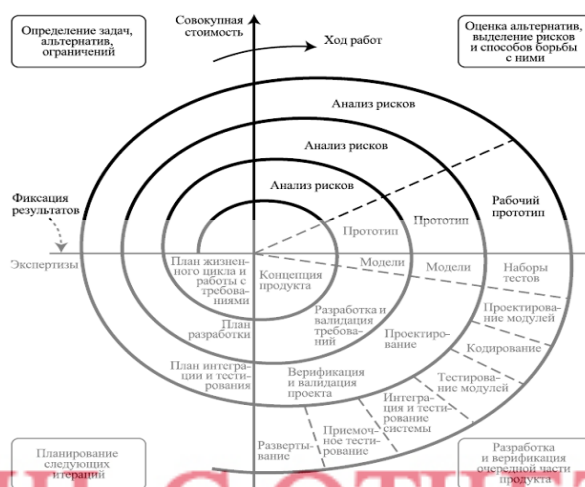 Определение задач,
альтернатив,
ограничений
Совокупная
стоимость
Ход работ
Оценка альтернатив,
выделение рисков
и способов борьбы
с ними
Анализ рисков
Анализ рисков
Анализ рисков
Фиксация
результатов
Рабочий
прототип
Прототип
Прототип
Экспертизы
План жизнен-
ного цикла и
работы с
требова-
ниями
Концепция
продукта
Модели
Модели
Наборы
тестов
План
разработки
Разработка и
валидация
требова-
ний
Проектиро-
вание
Проектирова-
ние модулей
Кодирование
План интегра-
ции и тести-
рования
Верификация
и валидация
проекта
Тестирова-
ние модулей
Интегра-
ция и тести-
рование
системы
Приемоч-
ное тести-
рование
Разверты-
вание
Планирование
следующих
итераций
Разработка
и верификация
очередной части
продукта